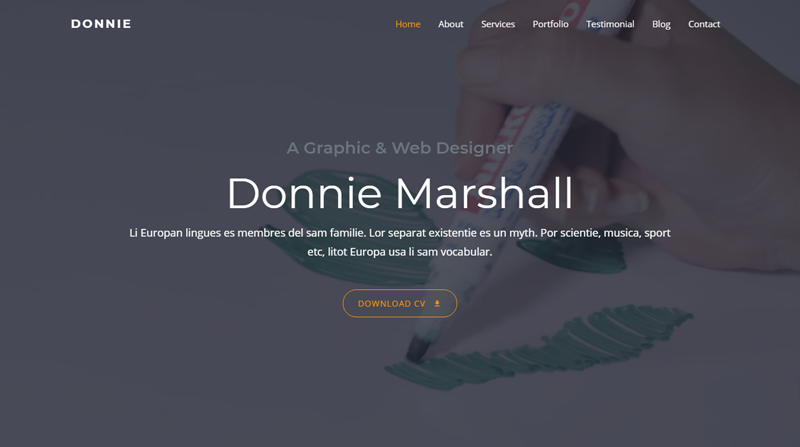 DONNIE
Home About Services Portfolio Testimonial Blog Contact
A Graphic & Web Designer
Donnie Marshall
Li Europan lingues es membres del sam familie. Lor separat existentie es un myth. Por scientie, musica, sport
etc, litot Europa usa li sam vocabular.
DOWNLOAD CV